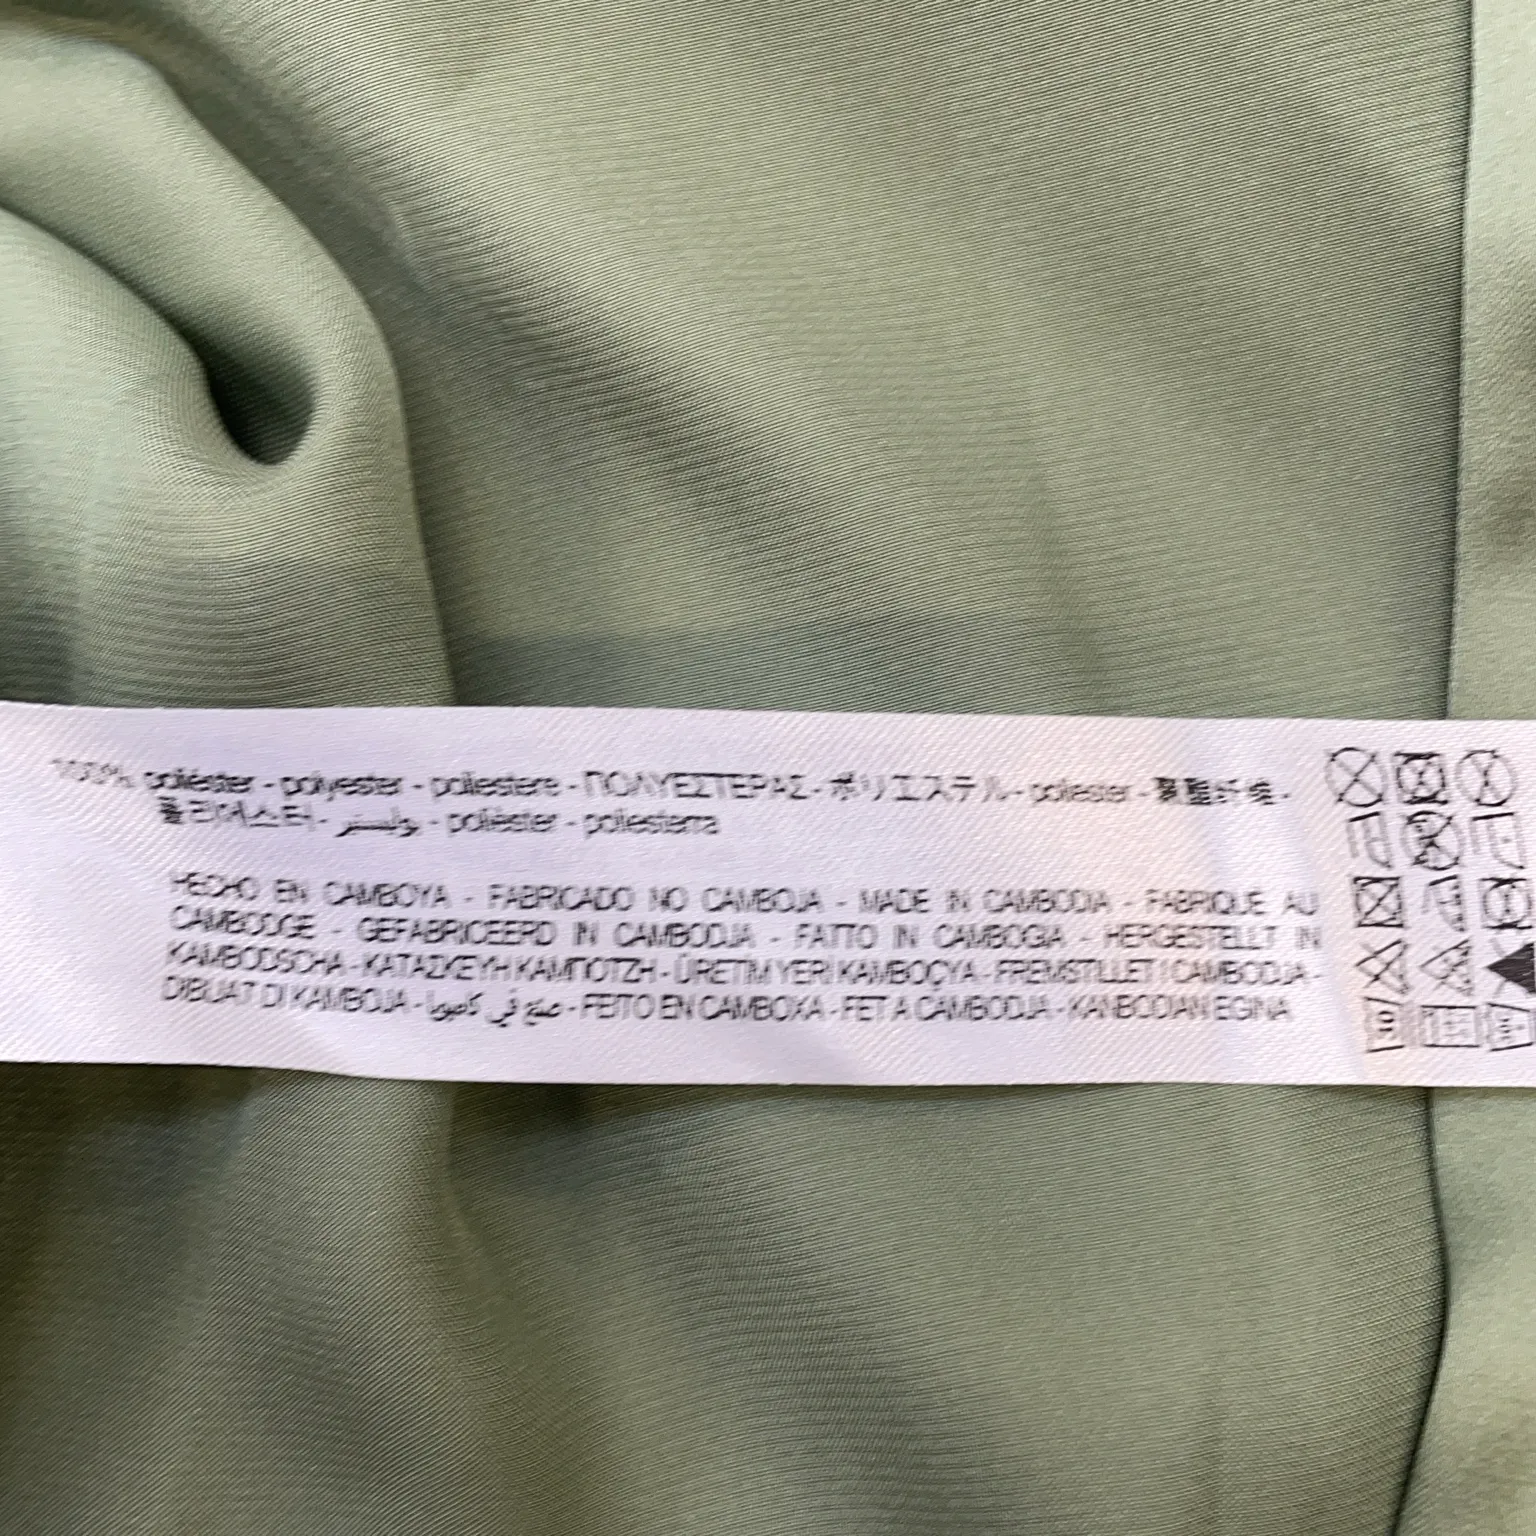 100% poliéster - polyester - poliestere - ΠΟΛΥΕΣΤΕΡΑΣ - ポリエステル - poliester - 聚酯纤维 -
폴리에스터 - بوليستر - polièster - poliesterra
HECHO EN CAMBOYA - FABRICADO NO CAMBOJA - MADE IN CAMBODIA - FABRIQUE AU
CAMBODGE - GEFABRICEERD IN CAMBODJA - FATTO IN CAMBOGIA - HERGESTELLT IN
KAMBODSCHA - ΚΑΤΑΣΚΕΥΗ ΚΑΜΠΟΤΖΗ - ÜRETIM YERI KAMBOÇYA - FREMSTILLET I CAMBODJA -
DIBUAT DI KAMBOJA - صنع في كامبوديا - FEITO EN CAMBOXA - FET A CAMBODJA - KANBODIAN EGINA